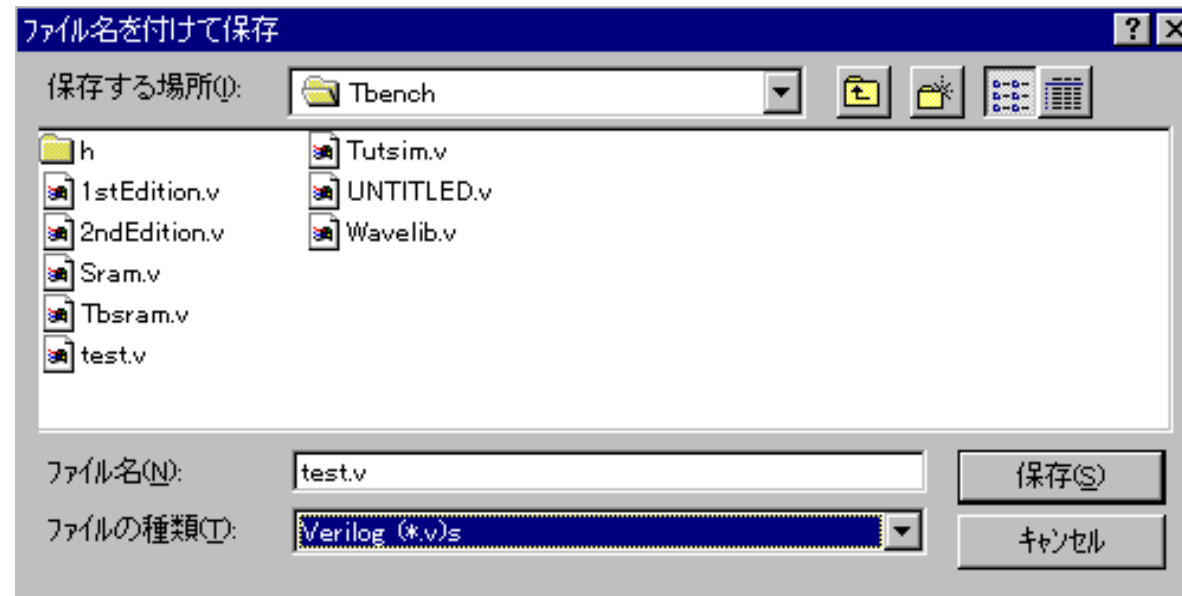 ファイル名を付けて保存
保存する場所(I):
Tbench
h
1stEdition.v
2ndEdition.v
Sram.v
Tbsram.v
test.v
Tutsim.v
UNTITLED.v
Wavelib.v
ファイル名(N):
test.v
保存(S)
ファイルの種類(T):
Verilog (*.v)s
キャンセル